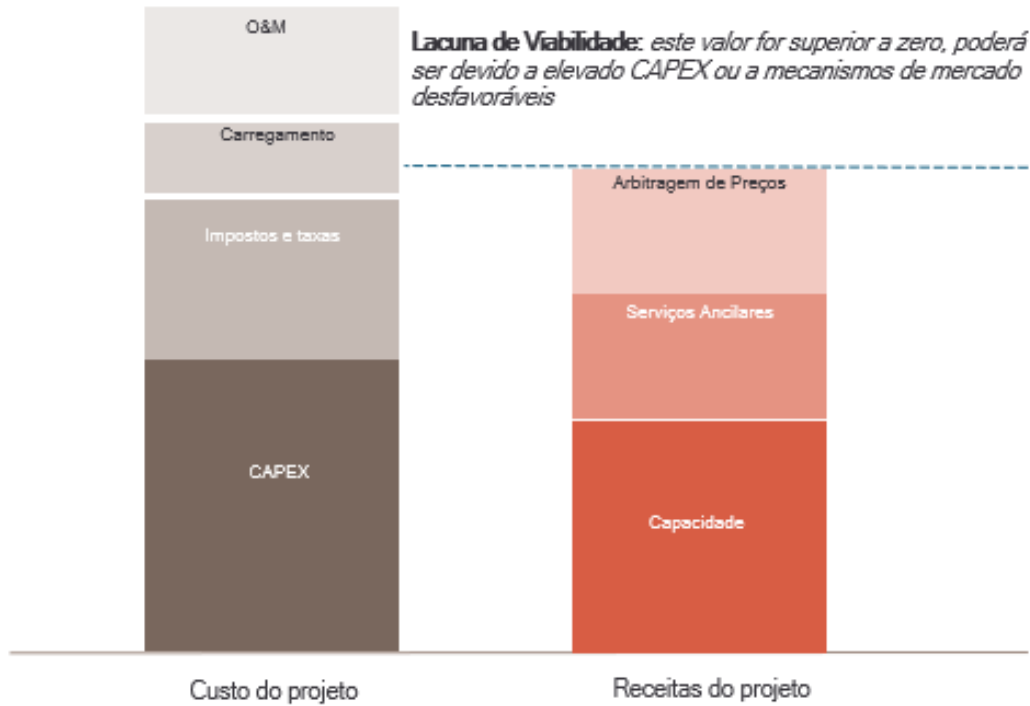 O&M
Lacuna de Viabilidade: este valor for superior a zero, poderá
ser devido a elevado CAPEX ou a mecanismos de mercado
desfavoráveis
Carregamento
Arbitragem de Preços
Impostos e taxas
Serviços Ancilares
CAPEX
Capacidade
Custo do projeto
Receitas do projeto